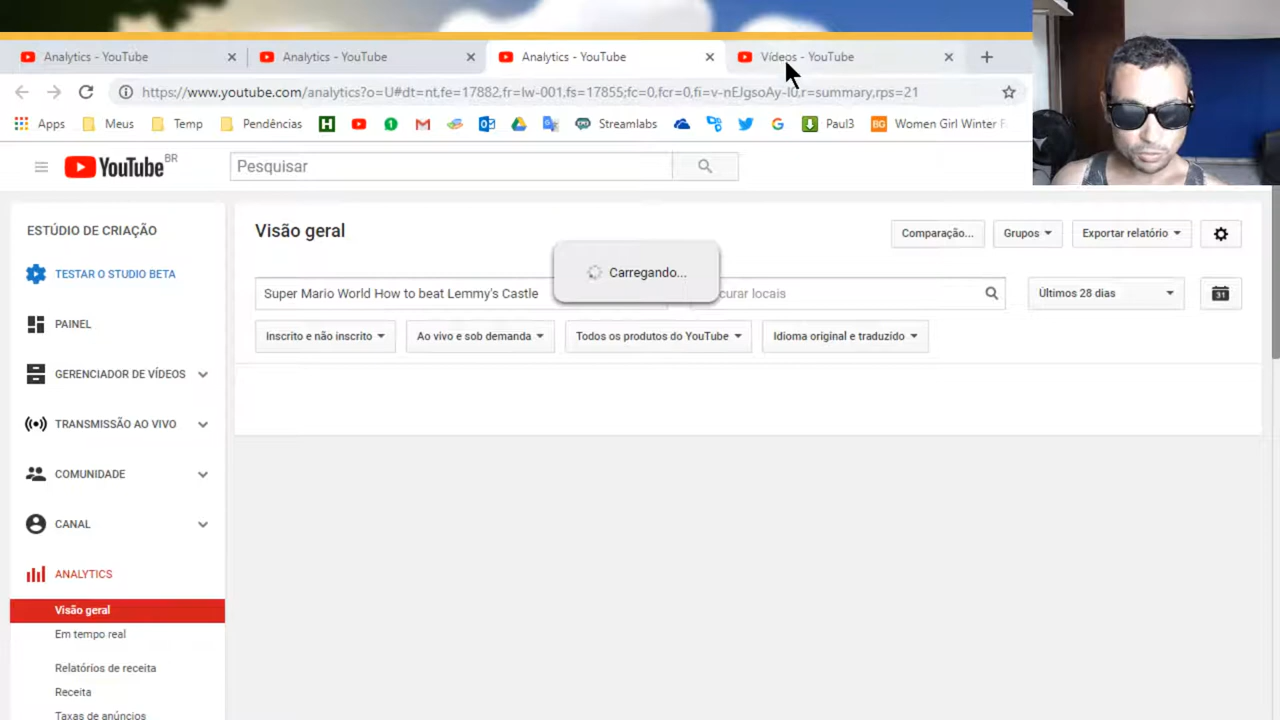 Analytics - YouTube
Analytics - YouTube
Analytics - YouTube
Vídeos - YouTube
https://www.youtube.com/analytics?o=U#dt=nt,fe=17882,fr=lw-001,fs=17855;fc=0,fcr=0,fi=v-nEJgsoAy-I0,r=summary,rps=21
Apps
Meus
Temp
Pendências
Streamlabs
Paul3
BG
Women Girl Winter F
YouTube BR
Pesquisar
ESTÚDIO DE CRIAÇÃO
TESTAR O STUDIO BETA
PAINEL
GERENCIADOR DE VÍDEOS
TRANSMISSÃO AO VIVO
COMUNIDADE
CANAL
ANALYTICS
Visão geral
Em tempo real
Relatórios de receita
Receita
Taxas de anúncios
Visão geral
Comparação...
Grupos
Exportar relatório
Carregando...
Super Mario World How to beat Lemmy's Castle
curar locais
Últimos 28 dias
31
Inscrito e não inscrito
Ao vivo e sob demanda
Todos os produtos do YouTube
Idioma original e traduzido